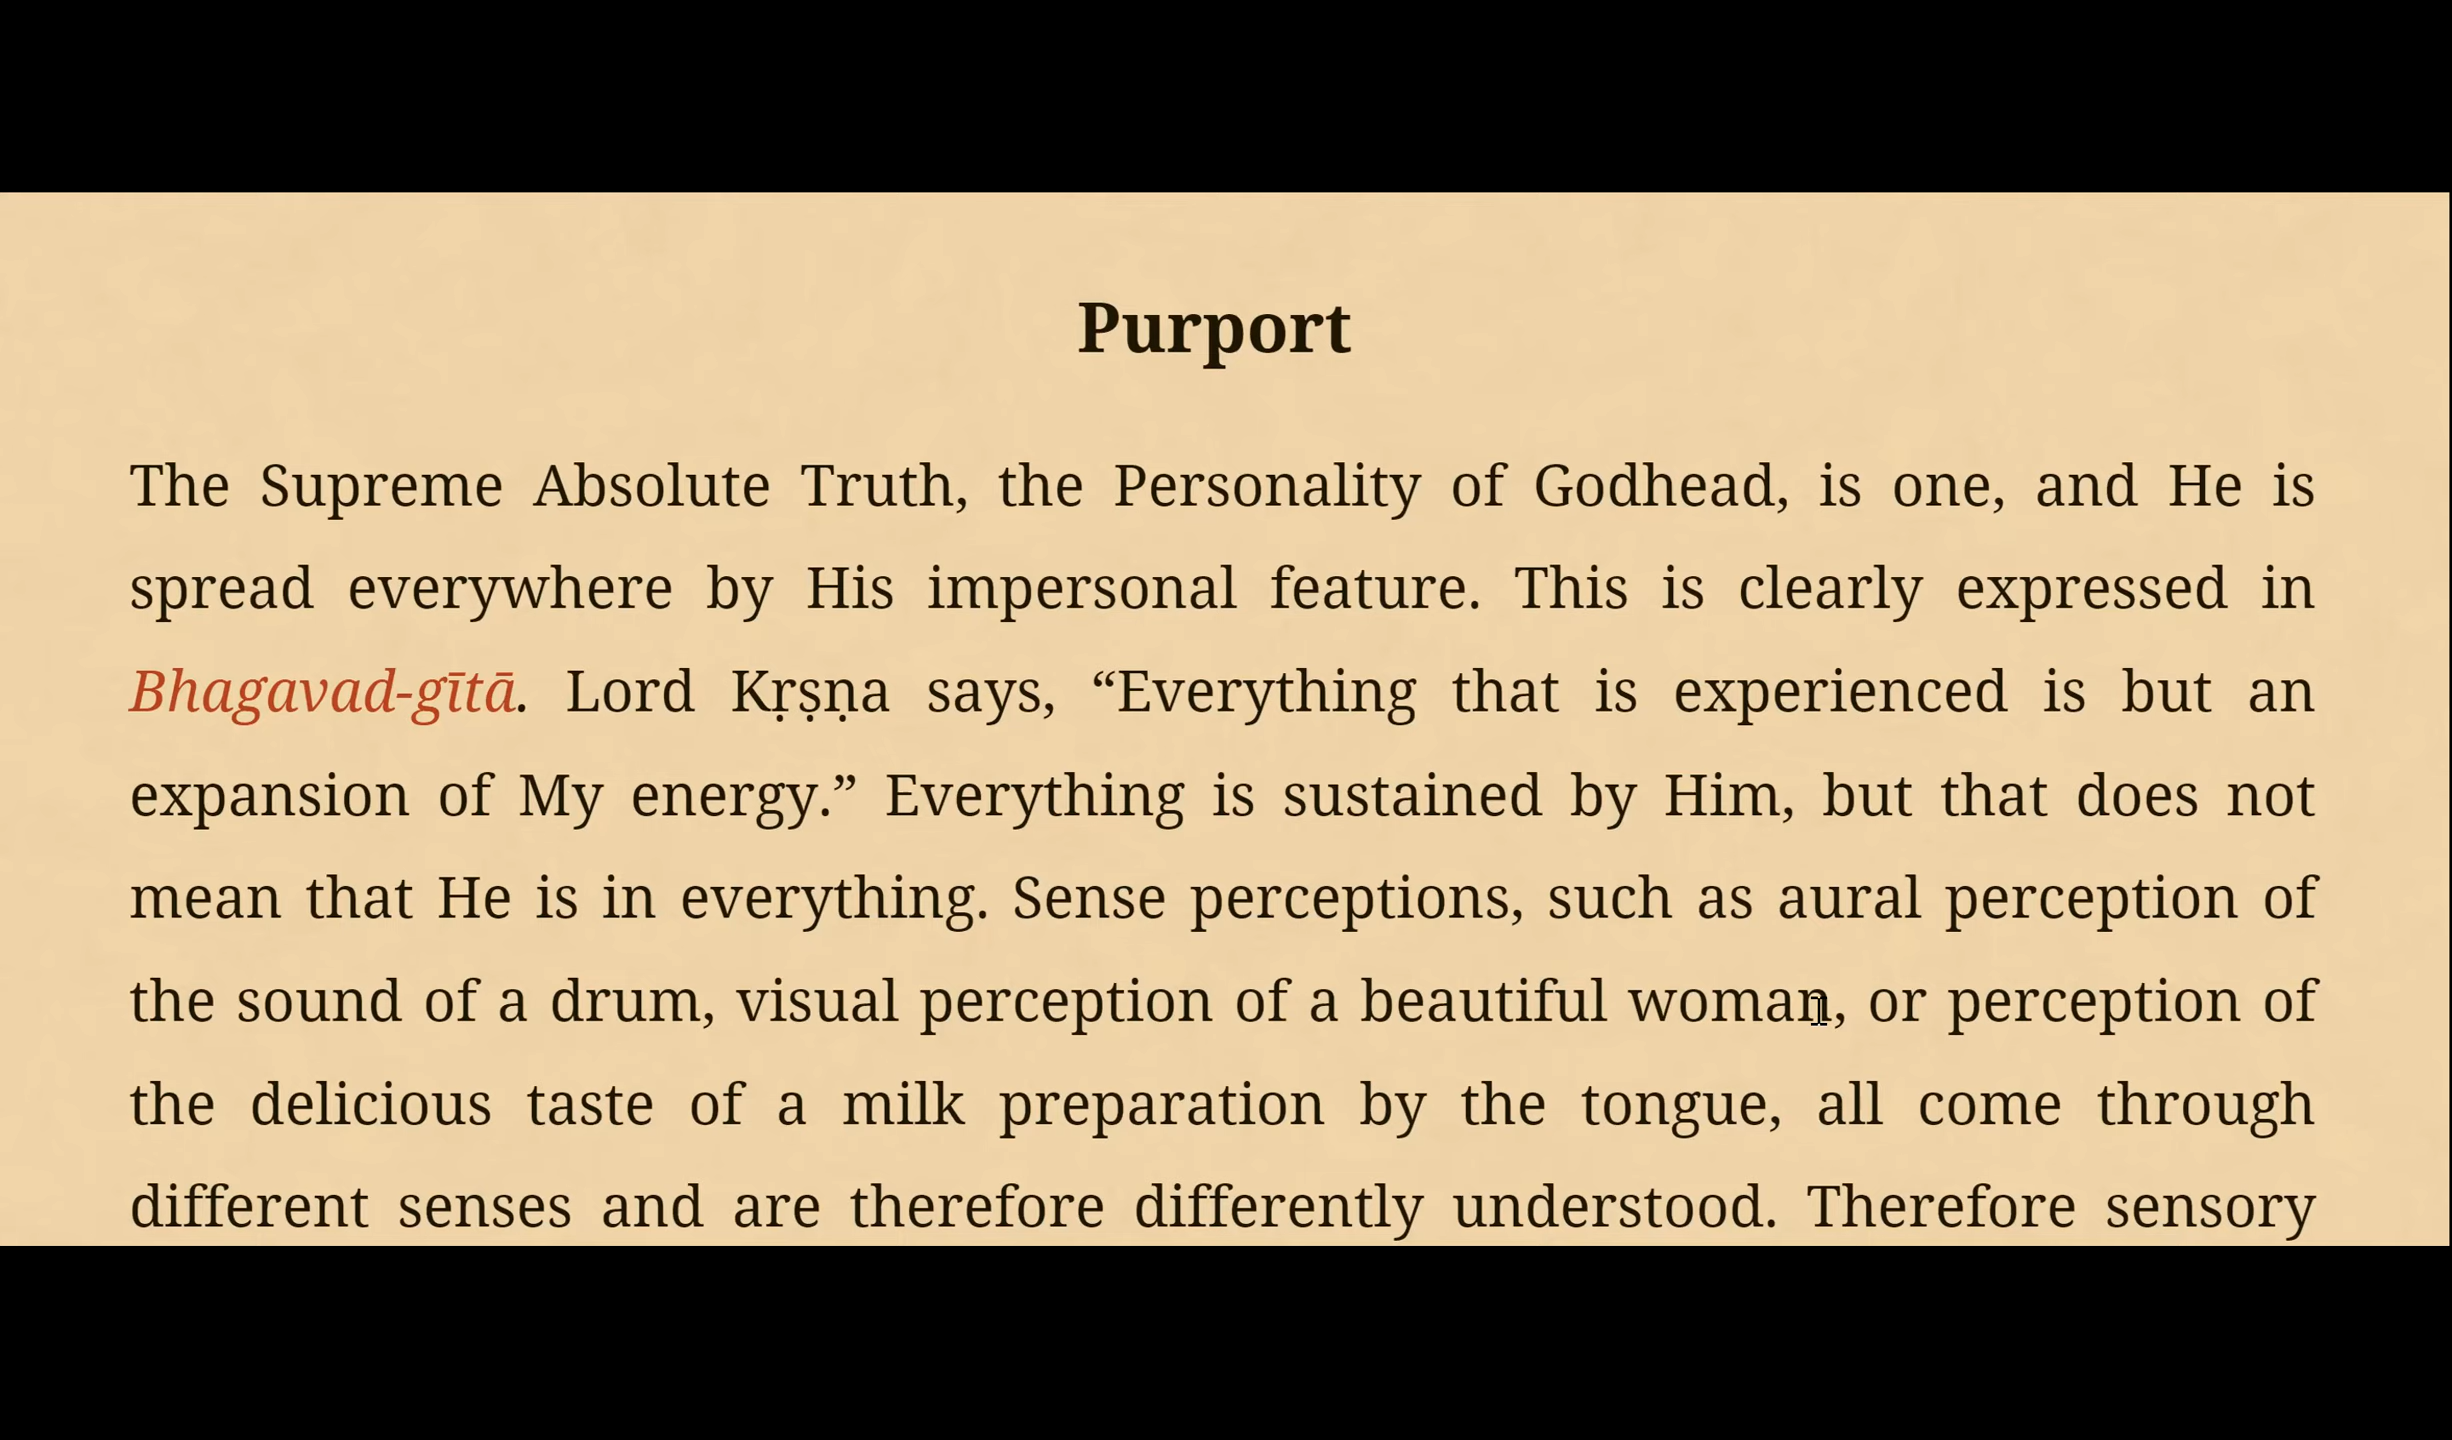 Purport
The Supreme Absolute Truth, the Personality of Godhead, is one, and He is
spread everywhere by His impersonal feature. This is clearly expressed in
Bhagavad-gītā. Lord Kṛṣṇa says, “Everything that is experienced is but an
expansion of My energy.” Everything is sustained by Him, but that does not
mean that He is in everything. Sense perceptions, such as aural perception of
the sound of a drum, visual perception of a beautiful woman, or perception of
the delicious taste of a milk preparation by the tongue, all come through
different senses and are therefore differently understood. Therefore sensory